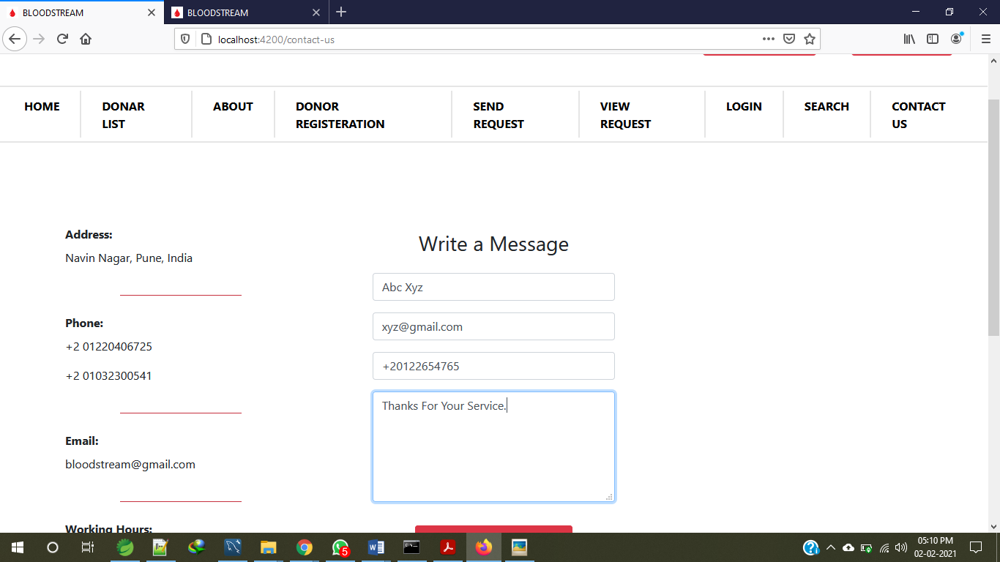 BLOODSTREAM
BLOODSTREAM
localhost:4200/contact-us
HOME
DONAR
LIST
ABOUT
DONOR
REGISTERATION
SEND
REQUEST
VIEW
REQUEST
LOGIN
SEARCH
CONTACT
US
Address:
Navin Nagar, Pune, India
Phone:
+2 01220406725
+2 01032300541
Email:
bloodstream@gmail.com
Working Hours:
Write a Message
Abc Xyz
xyz@gmail.com
+20122654765
Thanks For Your Service.
5
05:10 PM
02-02-2021